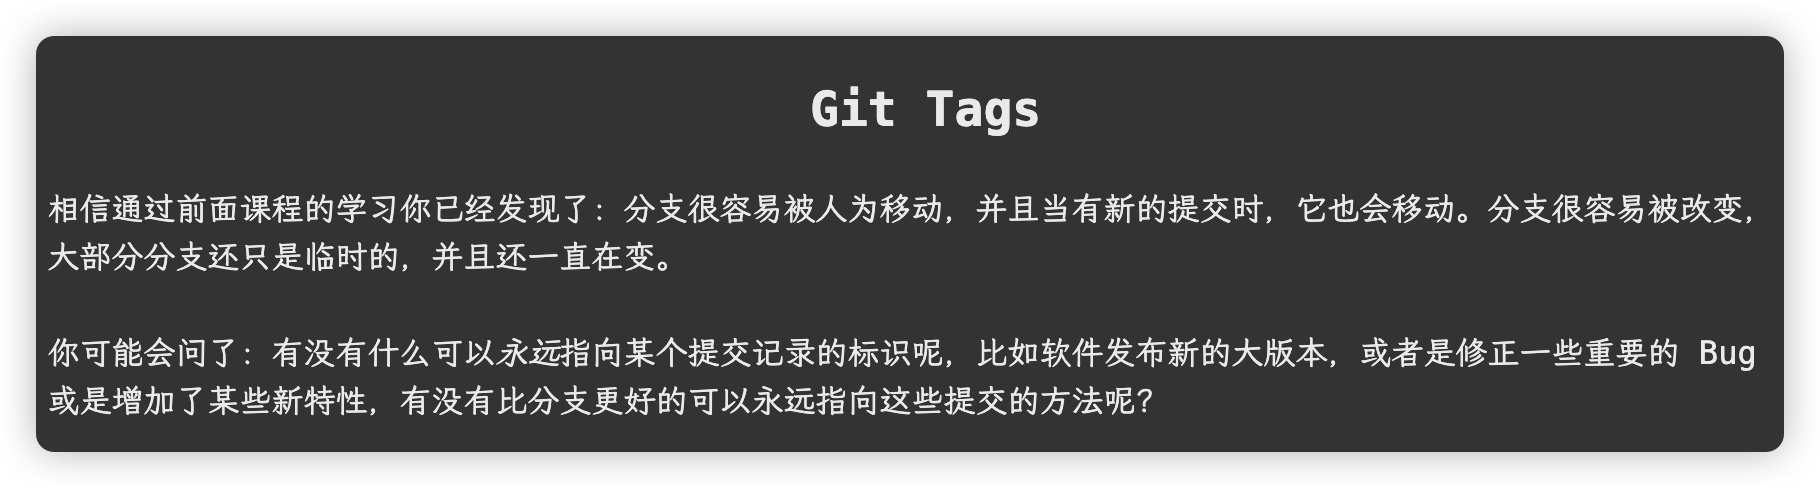 Git Tags
相信通过前面课程的学习你已经发现了：分支很容易被人为移动，并且当有新的提交时，它也会移动。分支很容易被改变，
大部分分支还只是临时的，并且还一直在变。
你可能会问了：有没有什么可以永远指向某个提交记录的标识呢，比如软件发布新的大版本，或者是修正一些重要的 Bug
或是增加了某些新特性，有没有比分支更好的可以永远指向这些提交的方法呢？